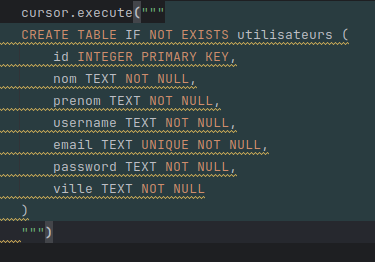 cursor.execute("""
CREATE TABLE IF NOT EXISTS utilisateurs (
    id INTEGER PRIMARY KEY,
    nom TEXT NOT NULL,
    prenom TEXT NOT NULL,
    username TEXT NOT NULL,
    email TEXT UNIQUE NOT NULL,
    password TEXT NOT NULL,
    ville TEXT NOT NULL
)
""")